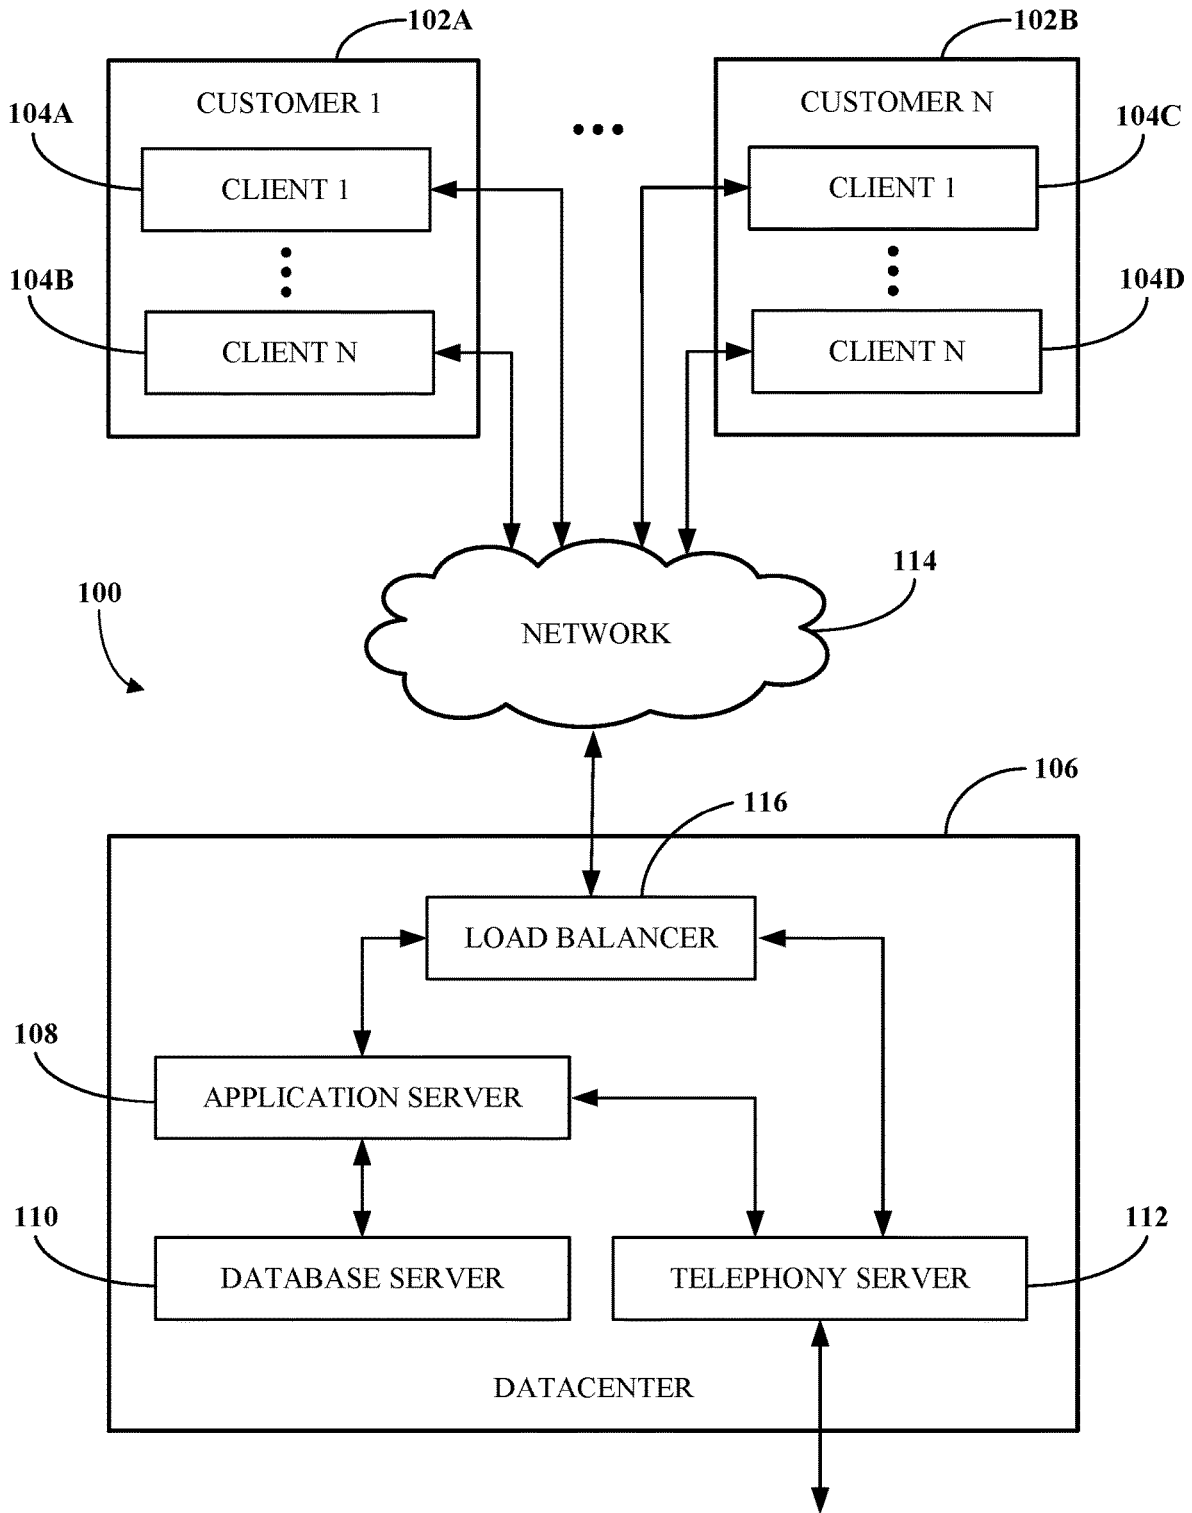 102A
102B
CUSTOMER 1
CUSTOMER N
104A
104C
CLIENT 1
CLIENT 1
104B
104D
CLIENT N
CLIENT N
114
100
NETWORK
106
116
LOAD BALANCER
108
APPLICATION SERVER
110
112
DATABASE SERVER
TELEPHONY SERVER
DATACENTER